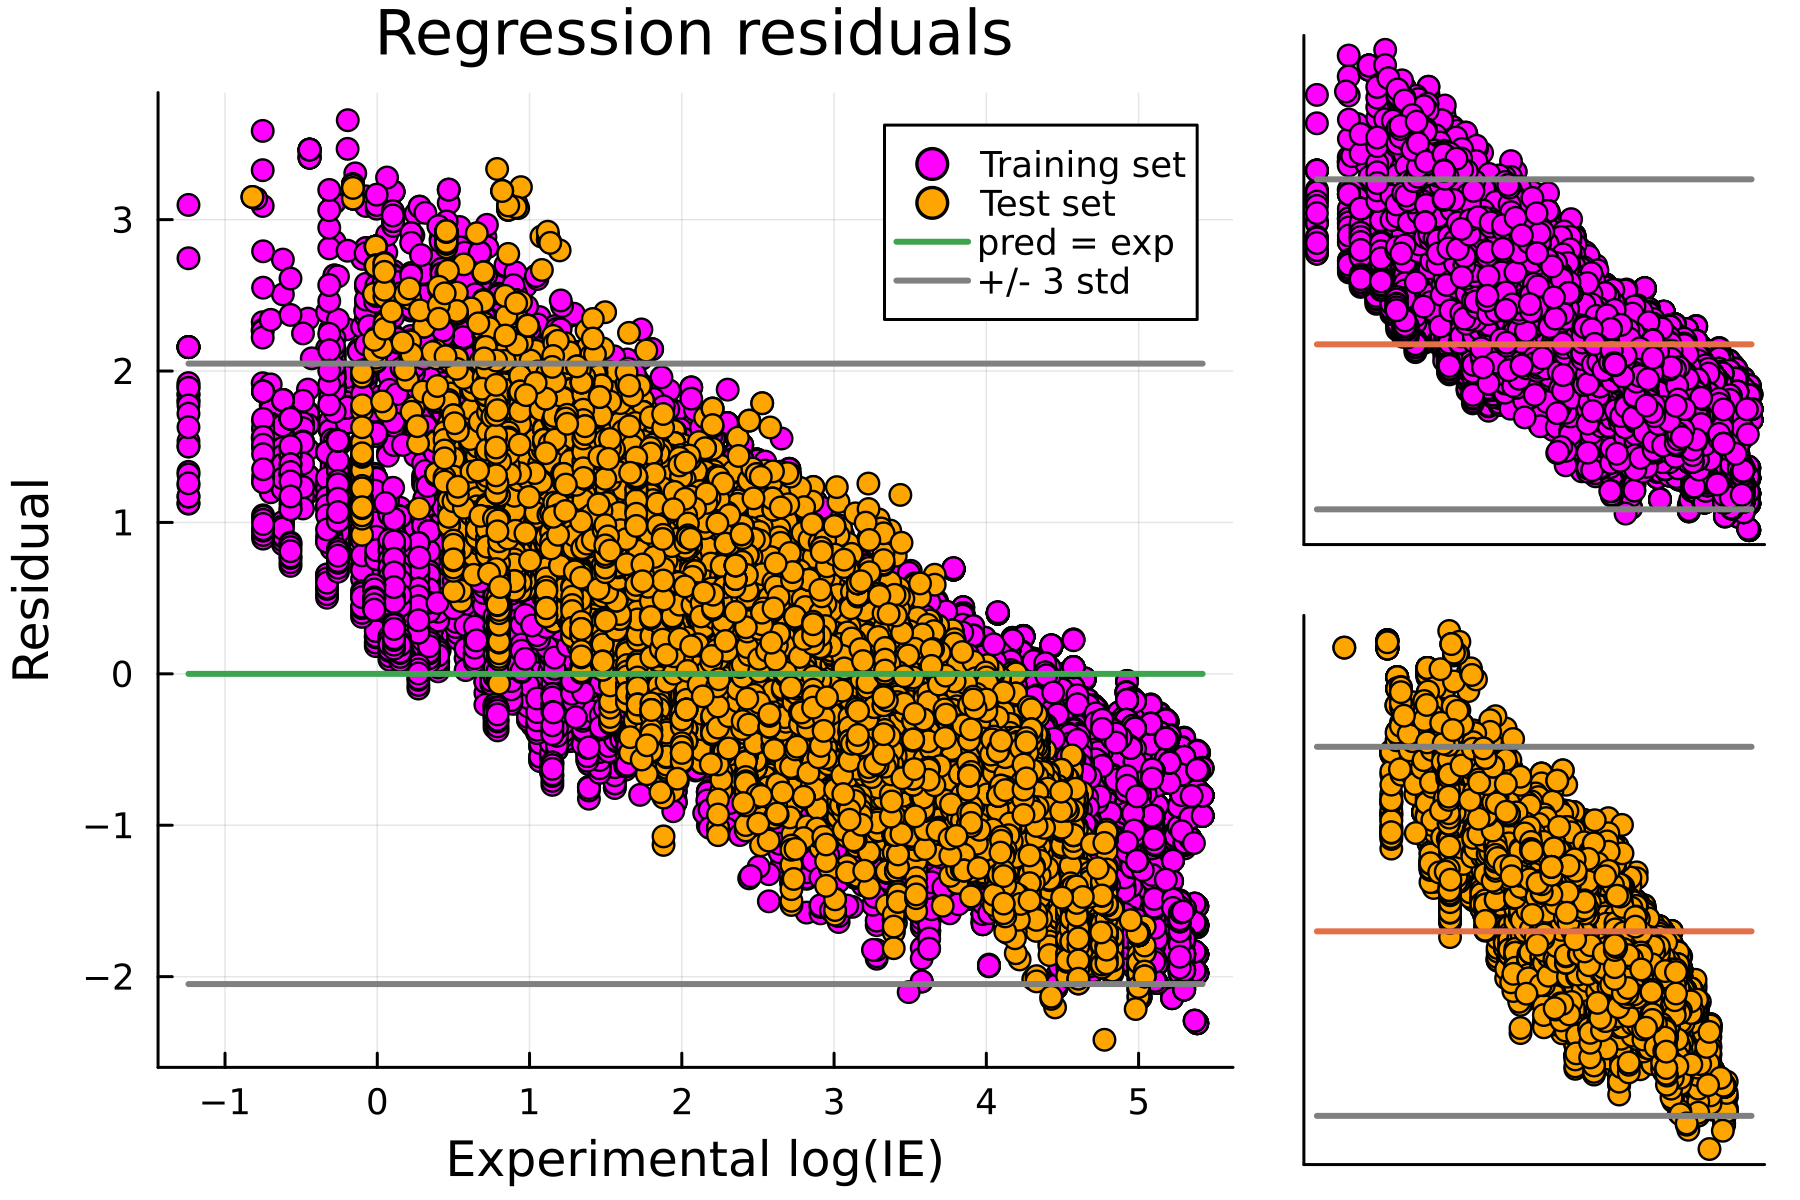 Regression residuals
Training set
Test set
pred = exp
+/- 3 std
Residual
3
2
1
0
−1
−2
−1 0 1 2 3 4 5
Experimental log(IE)